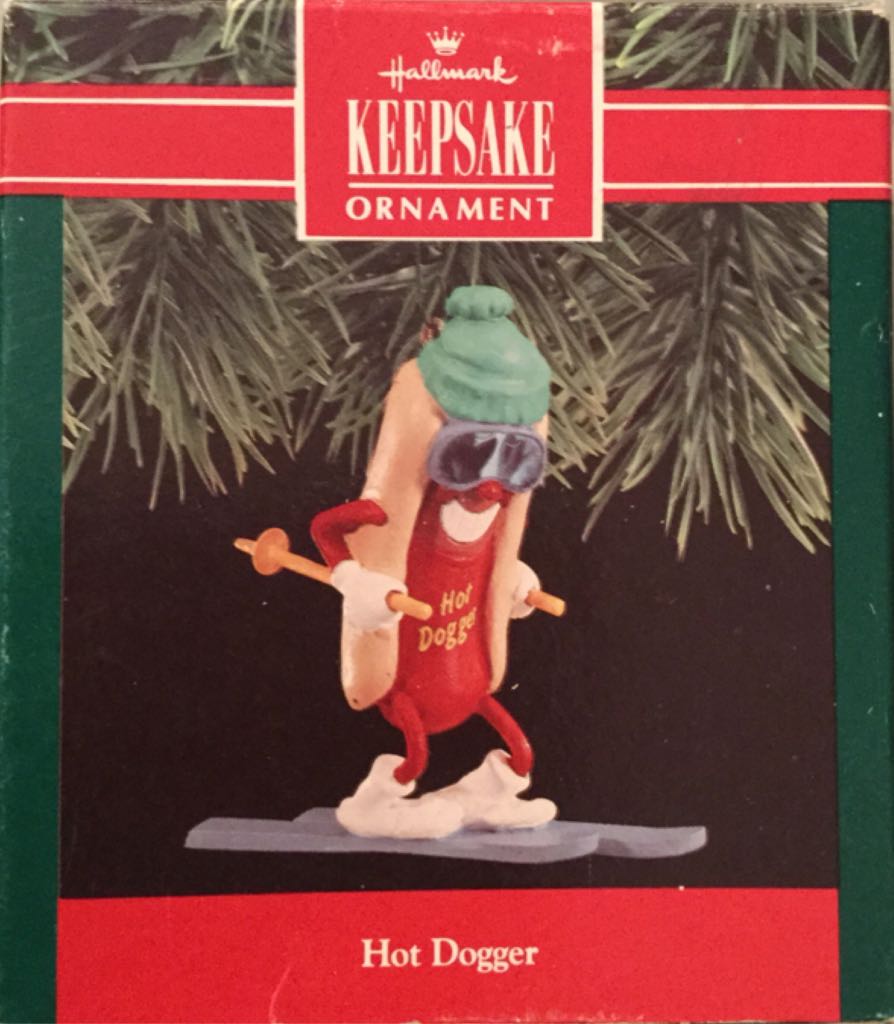 Hallmark
KEEPSAKE
ORNAMENT
Hot
Dogger
Hot Dogger